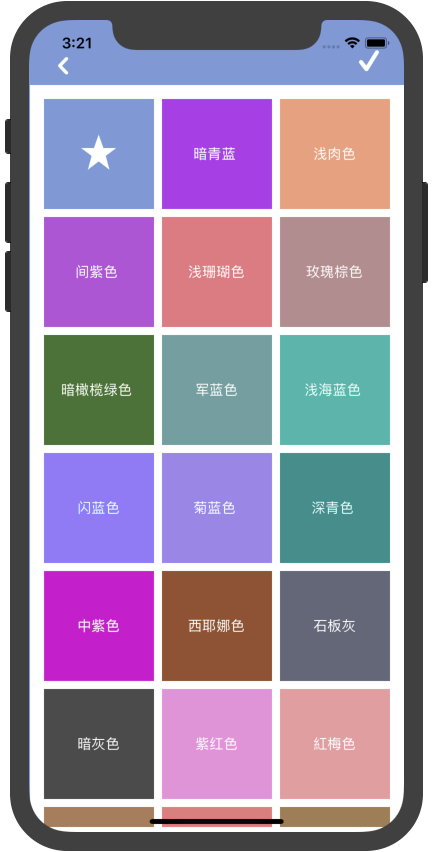 3:21
暗青蓝
浅肉色
间紫色
浅珊瑚色
玫瑰棕色
暗橄榄绿色
军蓝色
浅海蓝色
闪蓝色
菊蓝色
深青色
中紫色
西耶娜色
石板灰
暗灰色
紫红色
紅梅色